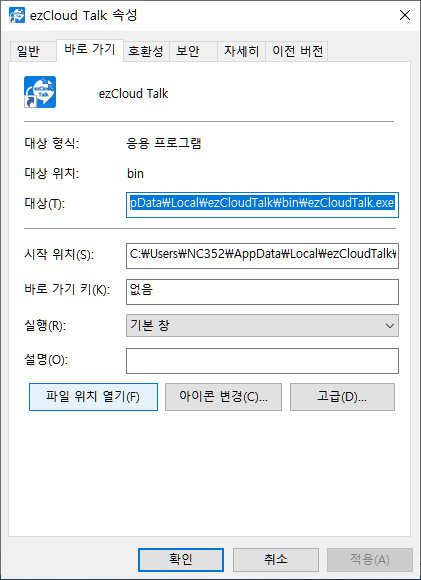 ezCloud Talk 속성
일반 바로 가기 호환성 보안 자세히 이전 버전
ezCloud Talk
ezCloud Talk
대상 형식: 응용 프로그램
대상 위치: bin
대상(T): pData₩Local₩ezCloudTalk₩bin₩ezCloudTalk.exe
시작 위치(S): C:₩Users₩NC352₩AppData₩Local₩ezCloudTalk₩
바로 가기 키(K): 없음
실행(R): 기본 창
설명(O):
파일 위치 열기(F) 아이콘 변경(C)... 고급(D)...
확인 취소 적용(A)